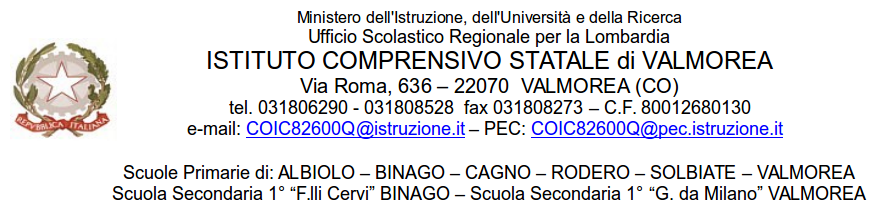 Ministero dell'Istruzione, dell'Università e della Ricerca
Ufficio Scolastico Regionale per la Lombardia
ISTITUTO COMPRENSIVO STATALE di VALMOREA
Via Roma, 636 – 22070 VALMOREA (CO)
tel. 031806290 - 031808528 fax 031808273 – C.F. 80012680130
e-mail: COIC82600Q@istruzione.it – PEC: COIC82600Q@pec.istruzione.it
REPVBBLICA ITALIANA
Scuole Primarie di: ALBIOLO – BINAGO – CAGNO – RODERO – SOLBIATE – VALMOREA
Scuola Secondaria 1° “F.lli Cervi” BINAGO – Scuola Secondaria 1° “G. da Milano” VALMOREA